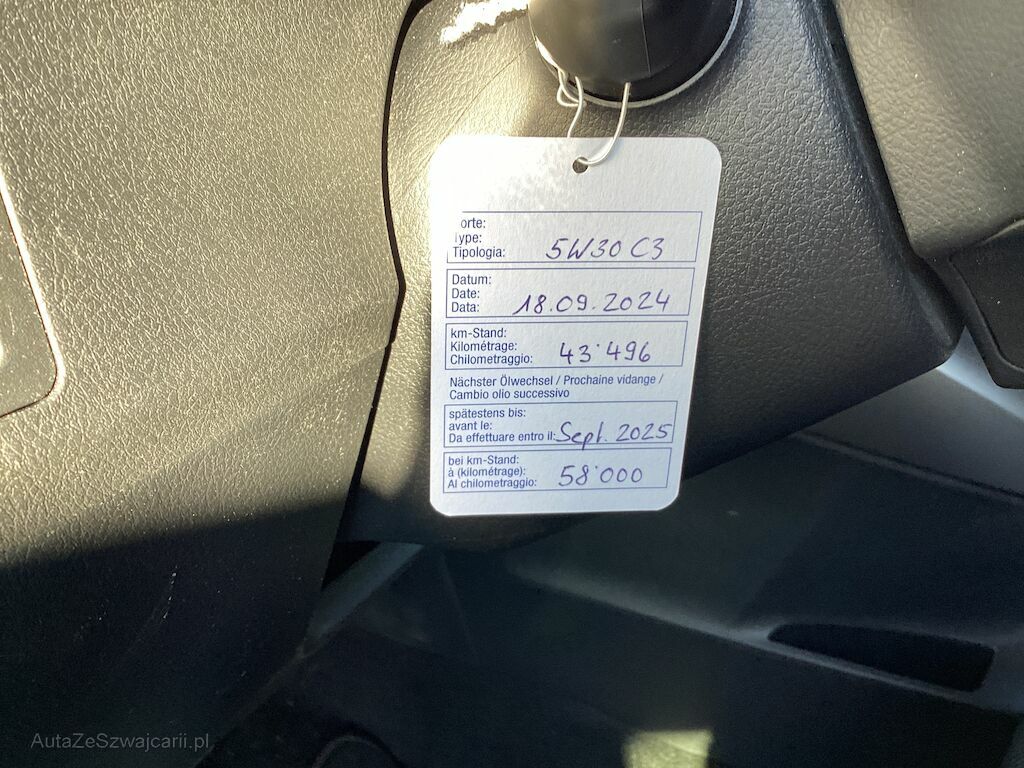 orte:
ype:
Tipologia: 5W30 C3
Datum:
Date:
Data: 18.09.2024
km-Stand:
Kilométrage:
Chilometraggio: 43'496
Nächster Ölwechsel / Prochaine vidange /
Cambio olio successivo
spätestens bis:
avant le:
Da effettuare entro il: Sept. 2025
bei km-Stand:
à (kilométrage):
Al chilometraggio: 58'000
AutaZeSzwajcarii.pl